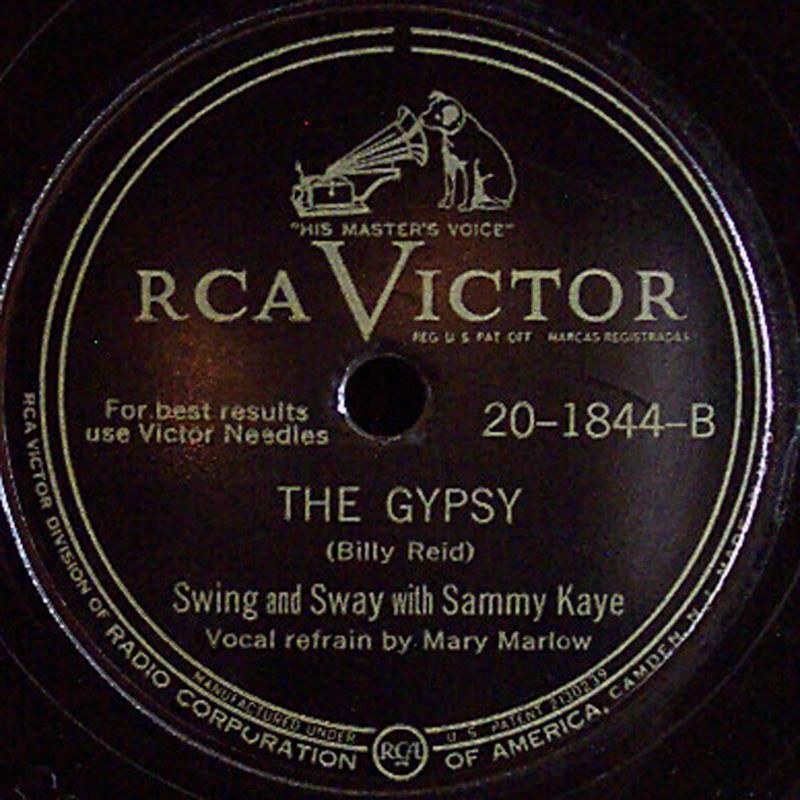 "HIS MASTER'S VOICE"
RCA VICTOR
REG U S PAT OFF MARCAS REGISTRADAS
For best results
use Victor Needles
20-1844-B
THE GYPSY
(Billy Reid)
Swing and Sway with Sammy Kaye
Vocal refrain by Mary Marlow
MANUFACTURED UNDER RCA U S PATENT 2130239
RCA VICTOR DIVISION OF RADIO CORPORATION OF AMERICA, CAMDEN, N. J. MADE